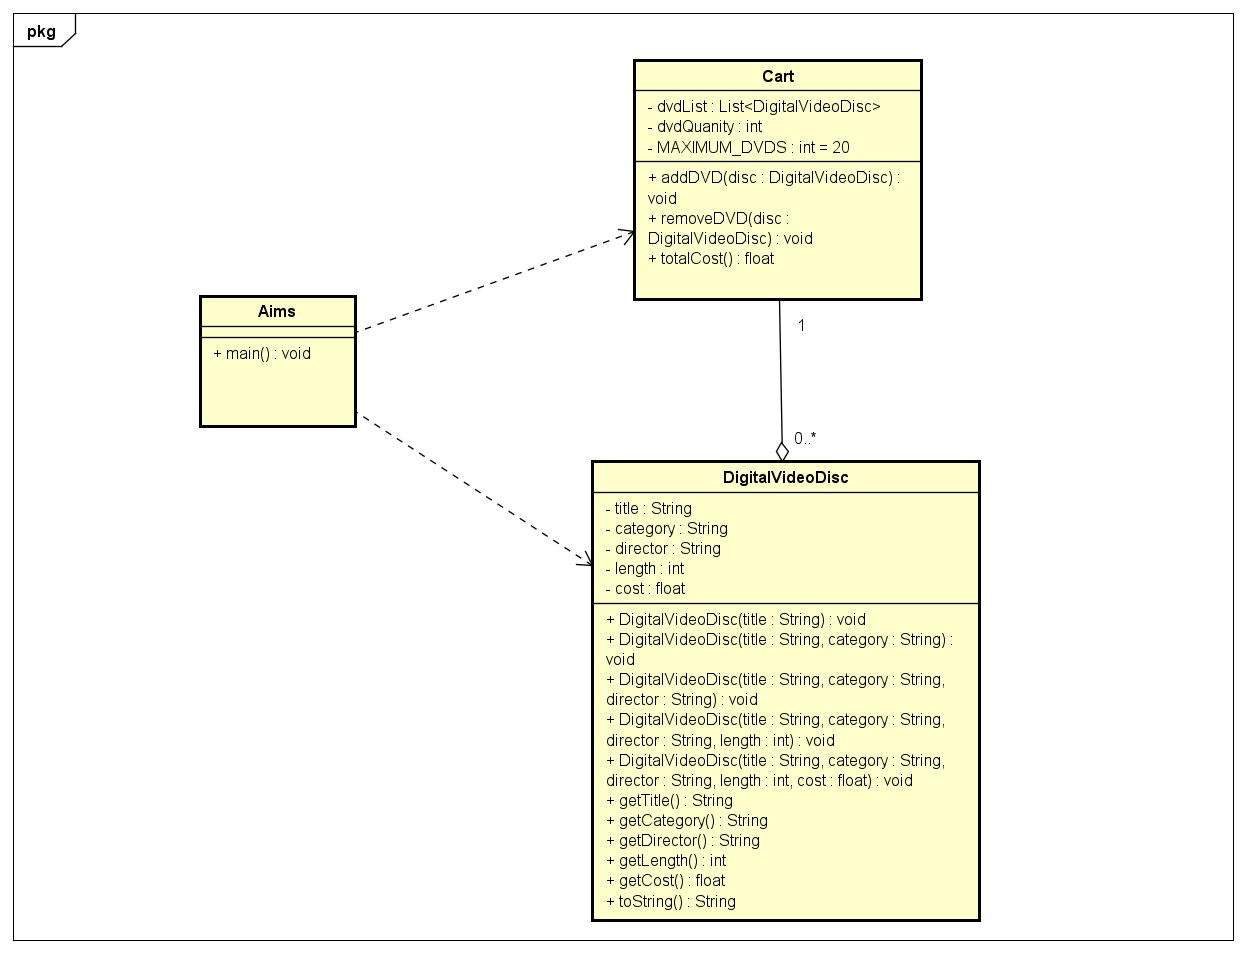 pkg
Cart
- dvdList : List<DigitalVideoDisc>
- dvdQuanity : int
- MAXIMUM_DVDS : int = 20
+ addDVD(disc : DigitalVideoDisc) :
void
+ removeDVD(disc :
DigitalVideoDisc) : void
+ totalCost() : float
Aims
+ main() : void
1
0..*
DigitalVideoDisc
- title : String
- category : String
- director : String
- length : int
- cost : float
+ DigitalVideoDisc(title : String) : void
+ DigitalVideoDisc(title : String, category : String) :
void
+ DigitalVideoDisc(title : String, category : String,
director : String) : void
+ DigitalVideoDisc(title : String, category : String,
director : String, length : int) : void
+ DigitalVideoDisc(title : String, category : String,
director : String, length : int, cost : float) : void
+ getTitle() : String
+ getCategory() : String
+ getDirector() : String
+ getLength() : int
+ getCost() : float
+ toString() : String